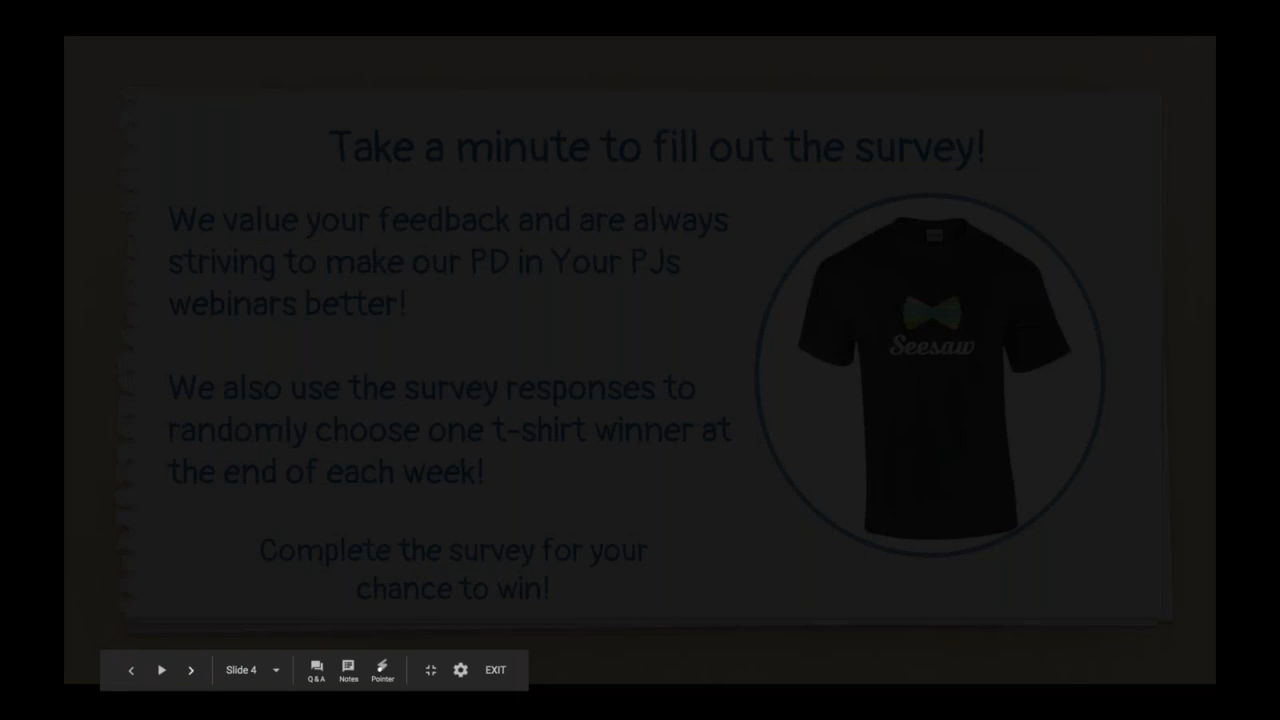 Take a minute to fill out the survey!
We value your feedback and are always
striving to make our PD in Your PJs
webinars better!
Seesaw
We also use the survey responses to
randomly choose one t-shirt winner at
the end of each week!
Complete the survey for your
chance to win!
Slide 4
Q & A
Notes
Pointer
EXIT